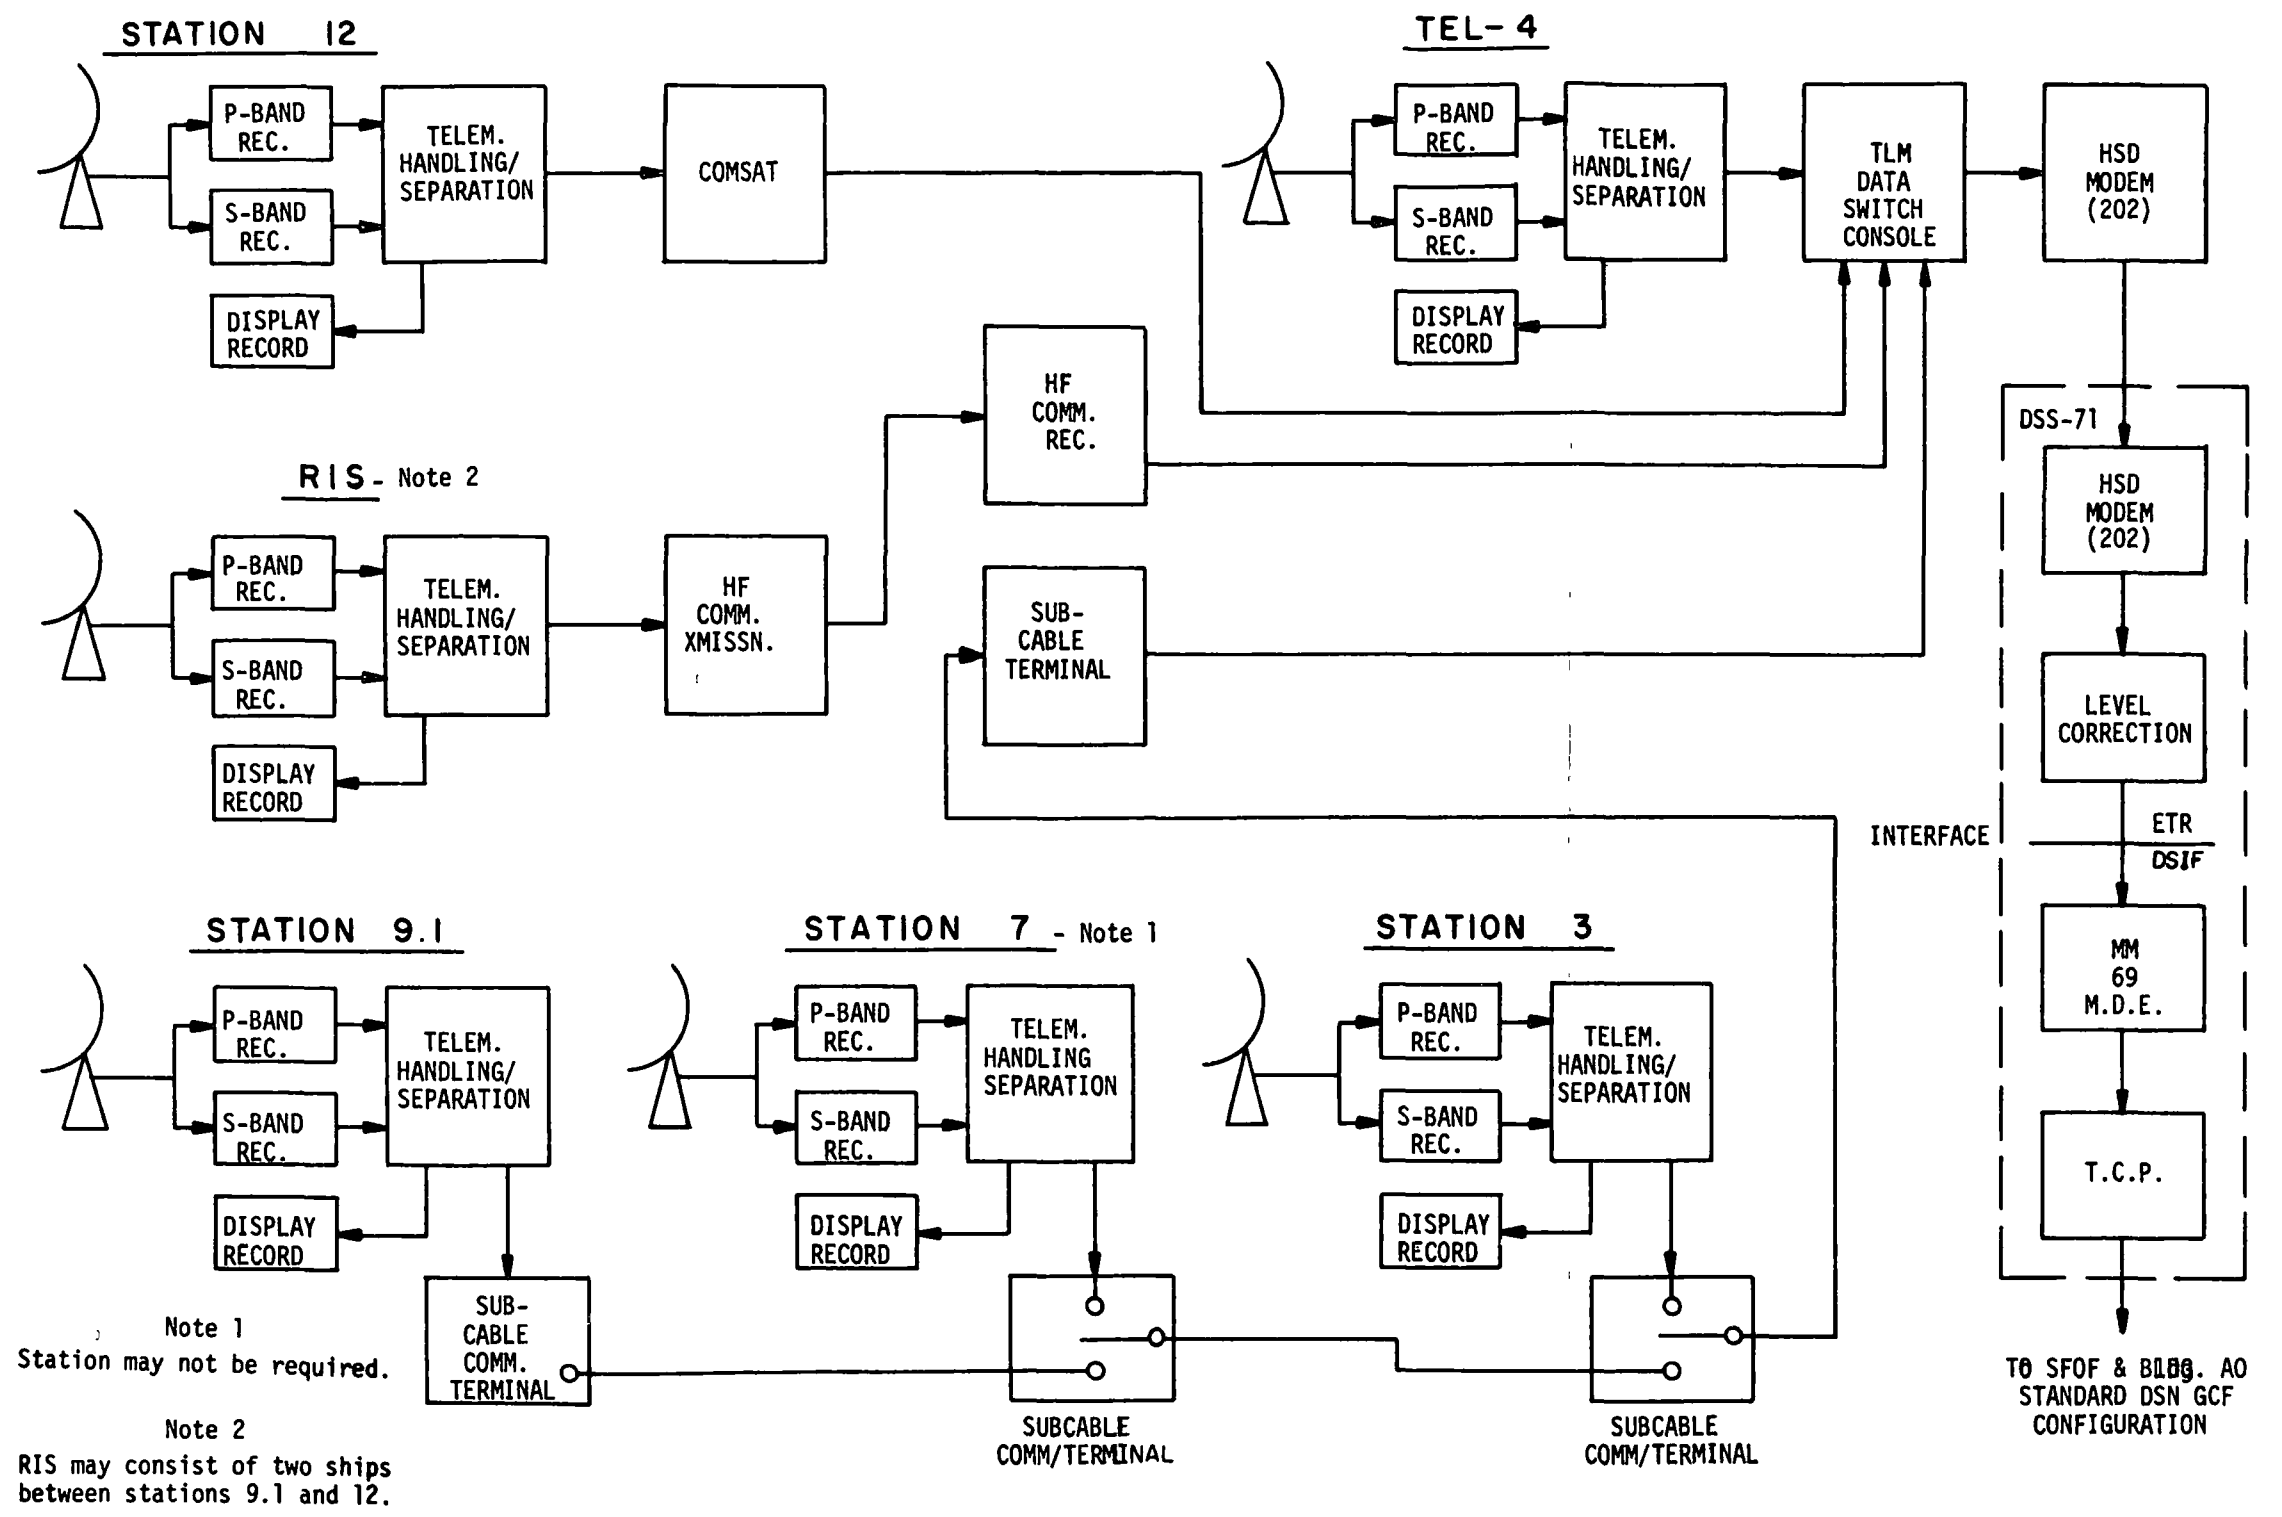 STATION 12
P-BAND
REC.
S-BAND
REC.
TELEM.
HANDLING/
SEPARATION
COMSAT
DISPLAY
RECORD
TEL-4
P-BAND
REC.
S-BAND
REC.
TELEM.
HANDLING/
SEPARATION
TLM
DATA
SWITCH
CONSOLE
HSD
MODEM
(202)
DISPLAY
RECORD
RIS - Note 2
P-BAND
REC.
S-BAND
REC.
TELEM.
HANDLING/
SEPARATION
HF
COMM.
XMISSN.
DISPLAY
RECORD
HF
COMM.
REC.
SUB-
CABLE
TERMINAL
DSS-71
HSD
MODEM
(202)
LEVEL
CORRECTION
INTERFACE
ETR
DSIF
MM
69
M.D.E.
T.C.P.
TO SFOF & BLDG. AO
STANDARD DSN GCF
CONFIGURATION
STATION 9.1
P-BAND
REC.
S-BAND
REC.
TELEM.
HANDLING/
SEPARATION
DISPLAY
RECORD
SUB-
CABLE
COMM.
TERMINAL
STATION 7 - Note 1
P-BAND
REC.
S-BAND
REC.
TELEM.
HANDLING
SEPARATION
DISPLAY
RECORD
SUBCABLE
COMM/TERMINAL
STATION 3
P-BAND
REC.
S-BAND
REC.
TELEM.
HANDLING/
SEPARATION
DISPLAY
RECORD
SUBCABLE
COMM/TERMINAL
Note 1
Station may not be required.
Note 2
RIS may consist of two ships
between stations 9.1 and 12.